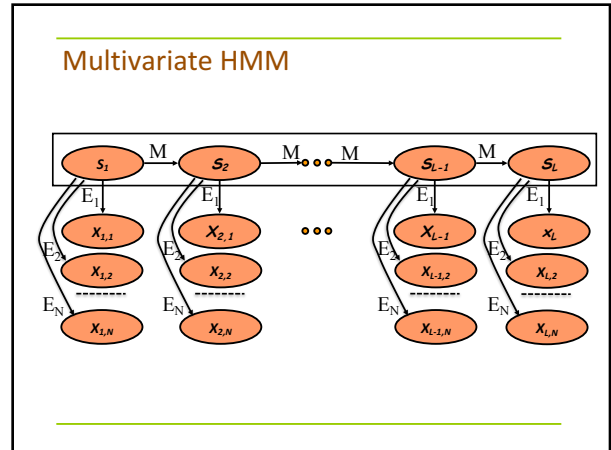 Multivariate HMM
M M M M
S1 S2 SL-1 SL
E1 E1 E1 E1
X1,1 X2,1 XL-1 xL
E2 E2 E2 E2
X1,2 X2,2 XL-1,2 XL,2
EN EN EN EN
X1,N X2,N XL-1,N XL,N